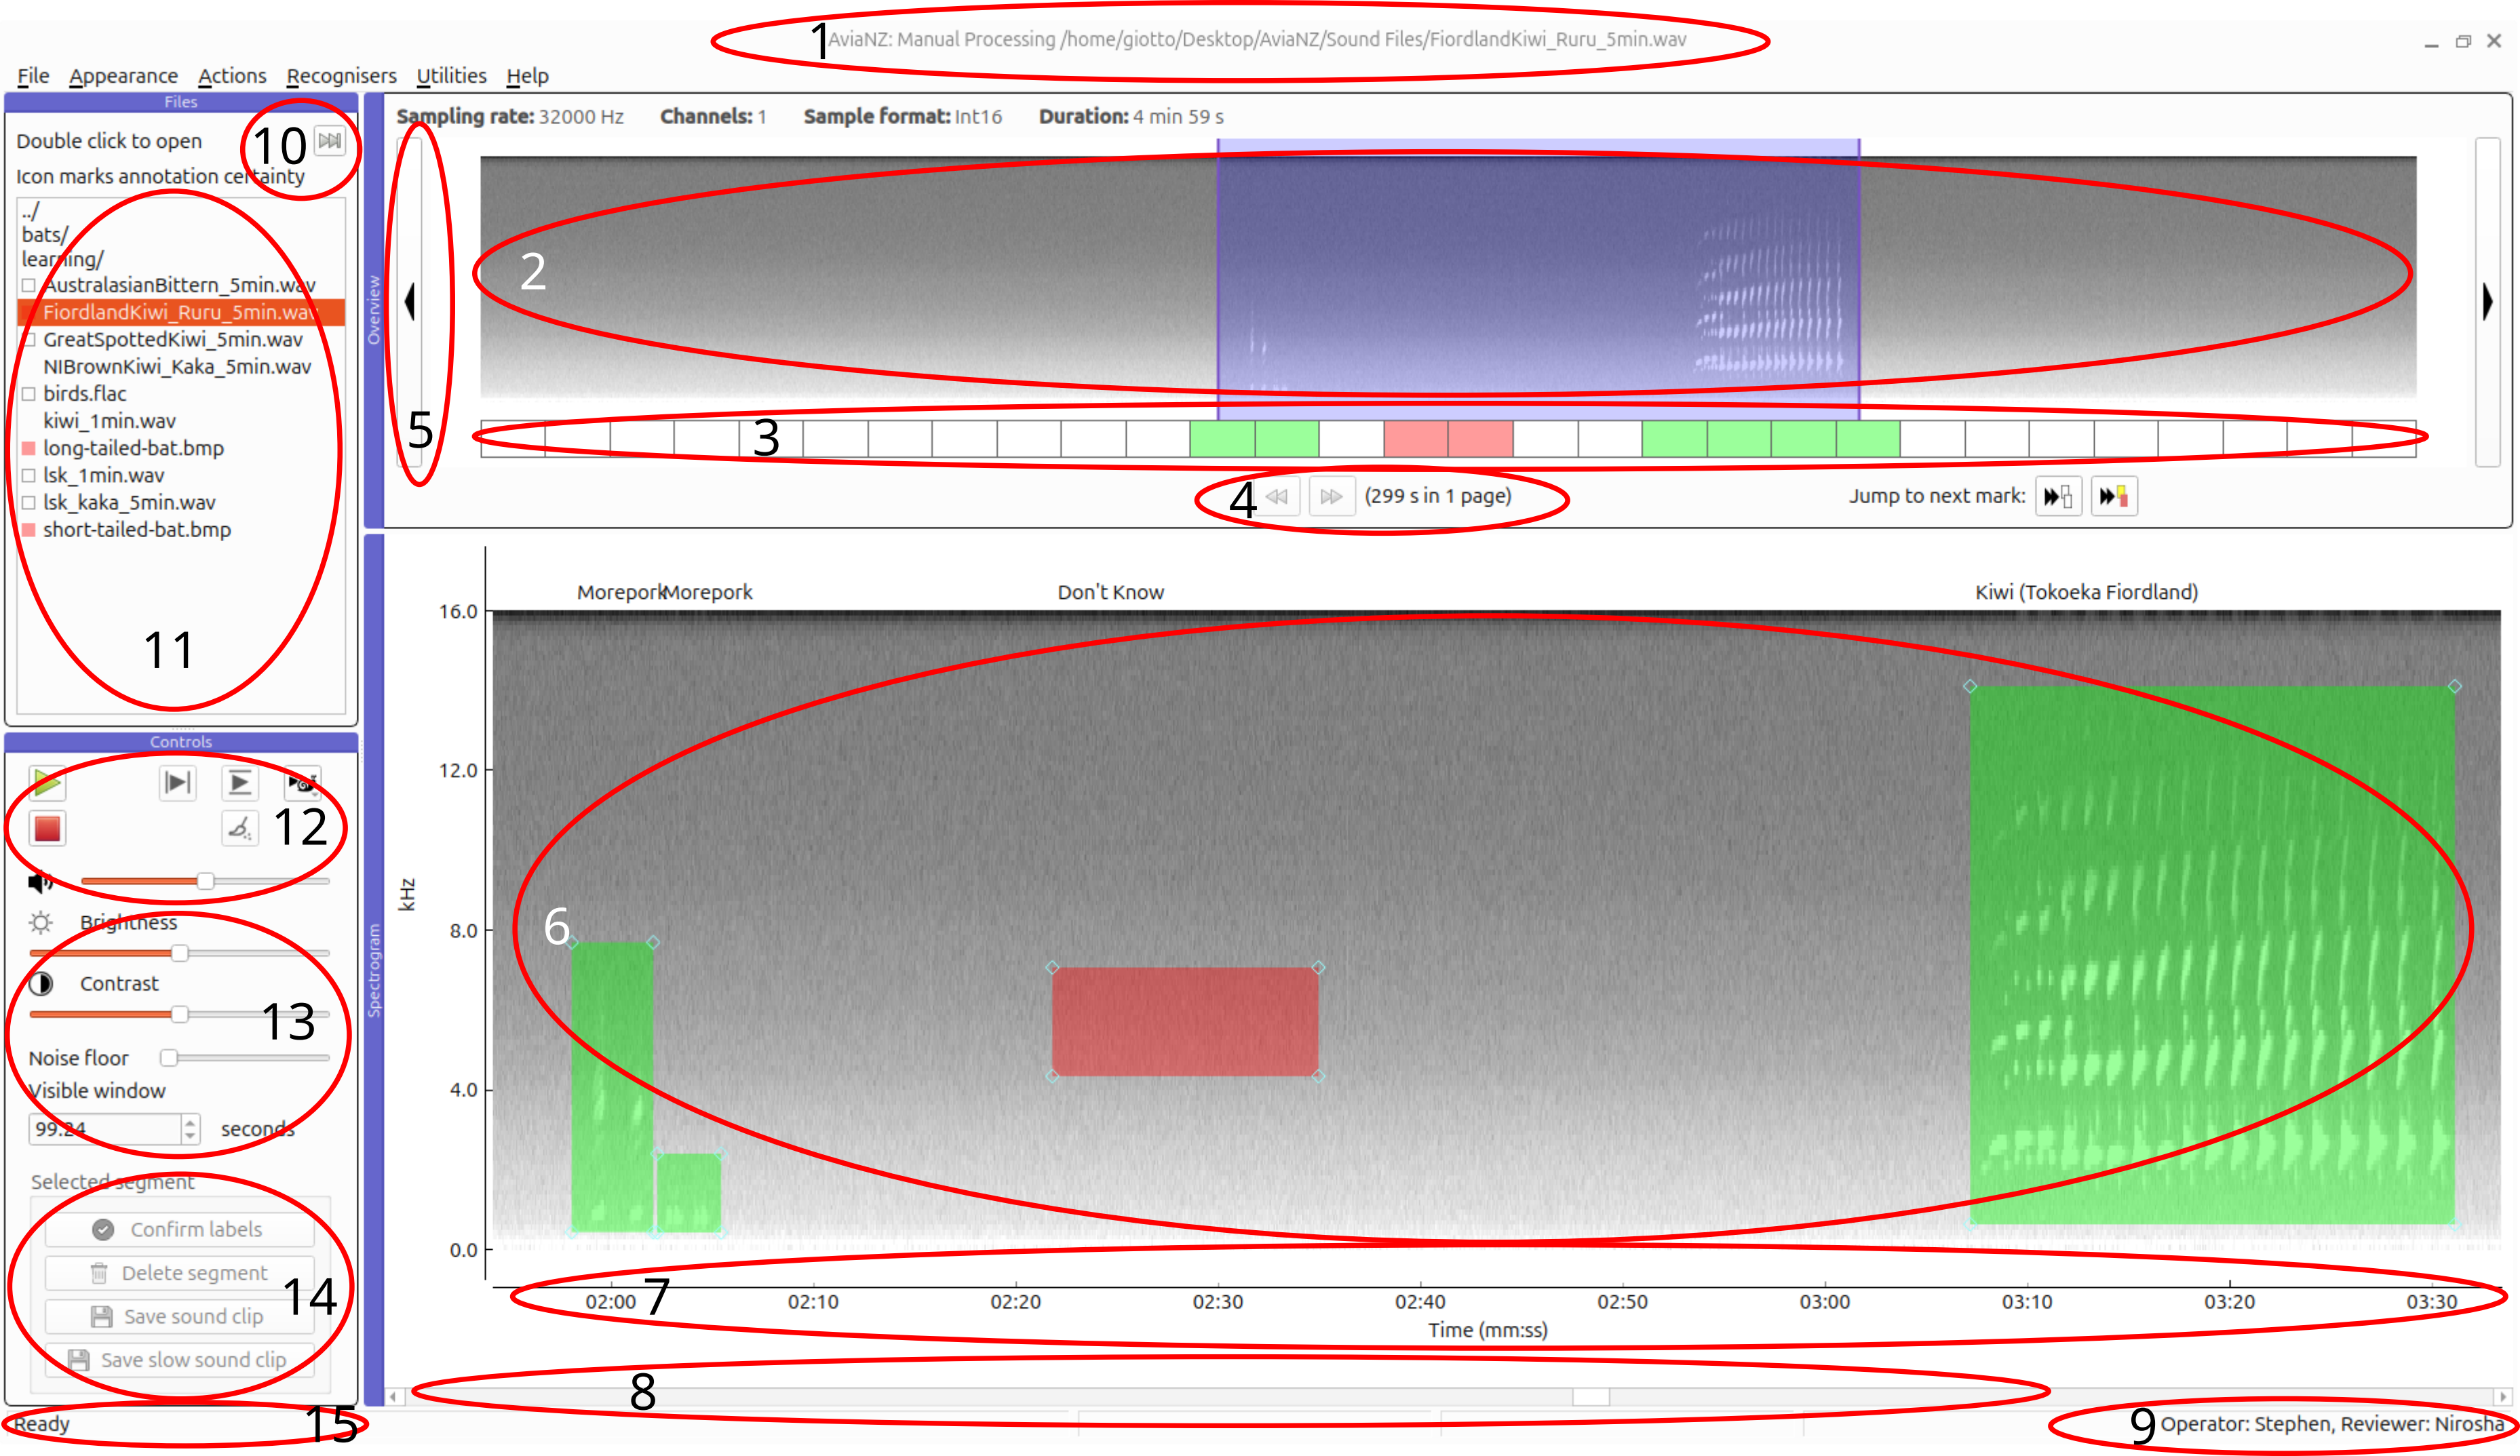 1
AviaNZ: Manual Processing /home/giotto/Desktop/AviaNZ/Sound Files/FiordlandKiwi_Ruru_5min.wav
File Appearance Actions Recognisers Utilities Help
Files
Double click to open
10
Icon marks annotation certainty
../
bats/
learning/
AustralasianBittern_5min.wav
FiordlandKiwi_Ruru_5min.wav
GreatSpottedKiwi_5min.wav
NIBrownKiwi_Kaka_5min.wav
birds.flac
kiwi_1min.wav
long-tailed-bat.bmp
lsk_1min.wav
lsk_kaka_5min.wav
short-tailed-bat.bmp
11
Overview
Sampling rate: 32000 Hz Channels: 1 Sample format: Int16 Duration: 4 min 59 s
2
5
3
4
(299 s in 1 page)
Jump to next mark:
Controls
12
Brightness
Contrast
13
Noise floor
Visible window
99.24 seconds
Selected segment
Confirm labels
Delete segment
14
Save sound clip
Save slow sound clip
Spectrogram
Morepork Morepork Don't Know Kiwi (Tokoeka Fiordland)
16.0
12.0
kHz
8.0
6
4.0
0.0
7
02:00 02:10 02:20 02:30 02:40 02:50 03:00 03:10 03:20 03:30
Time (mm:ss)
8
Ready
15
9
Operator: Stephen, Reviewer: Nirosha